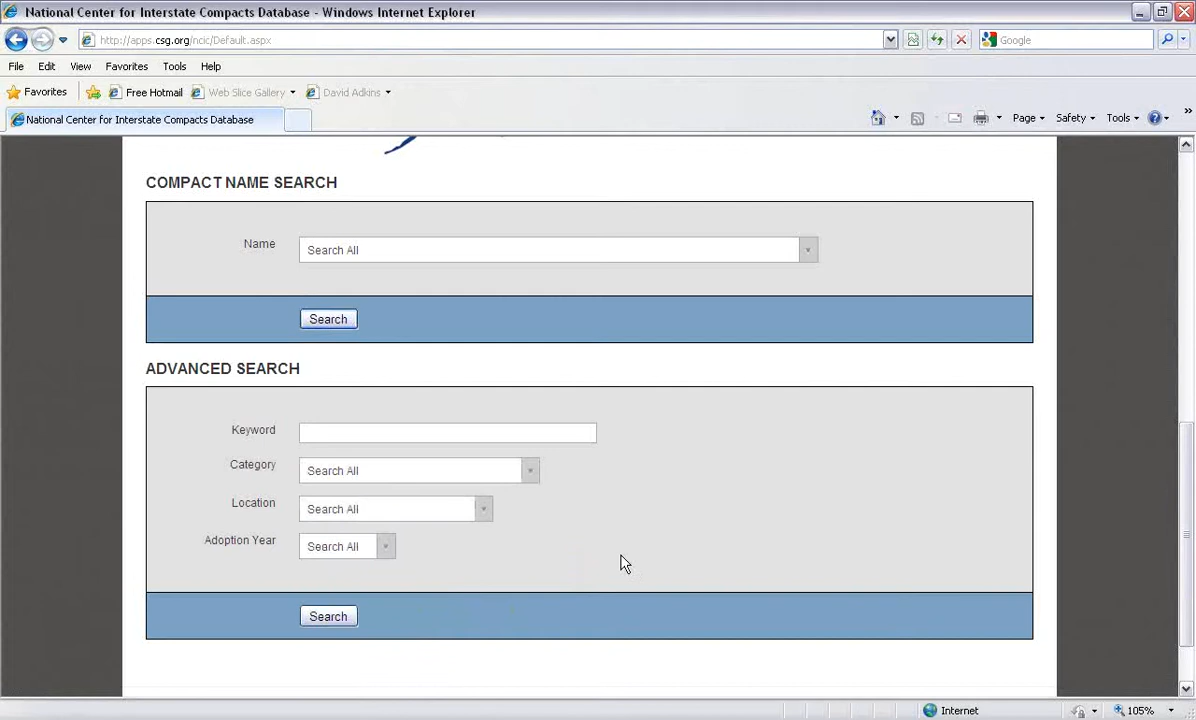 National Center for Interstate Compacts Database - Windows Internet Explorer
http://apps.csg.org/ncic/Default.aspx
Google
File Edit View Favorites Tools Help
Favorites Free Hotmail Web Slice Gallery David Adkins
National Center for Interstate Compacts Database
Page Safety Tools
COMPACT NAME SEARCH
Name Search All
Search
ADVANCED SEARCH
Keyword
Category Search All
Location Search All
Adoption Year Search All
Search
Internet 105%